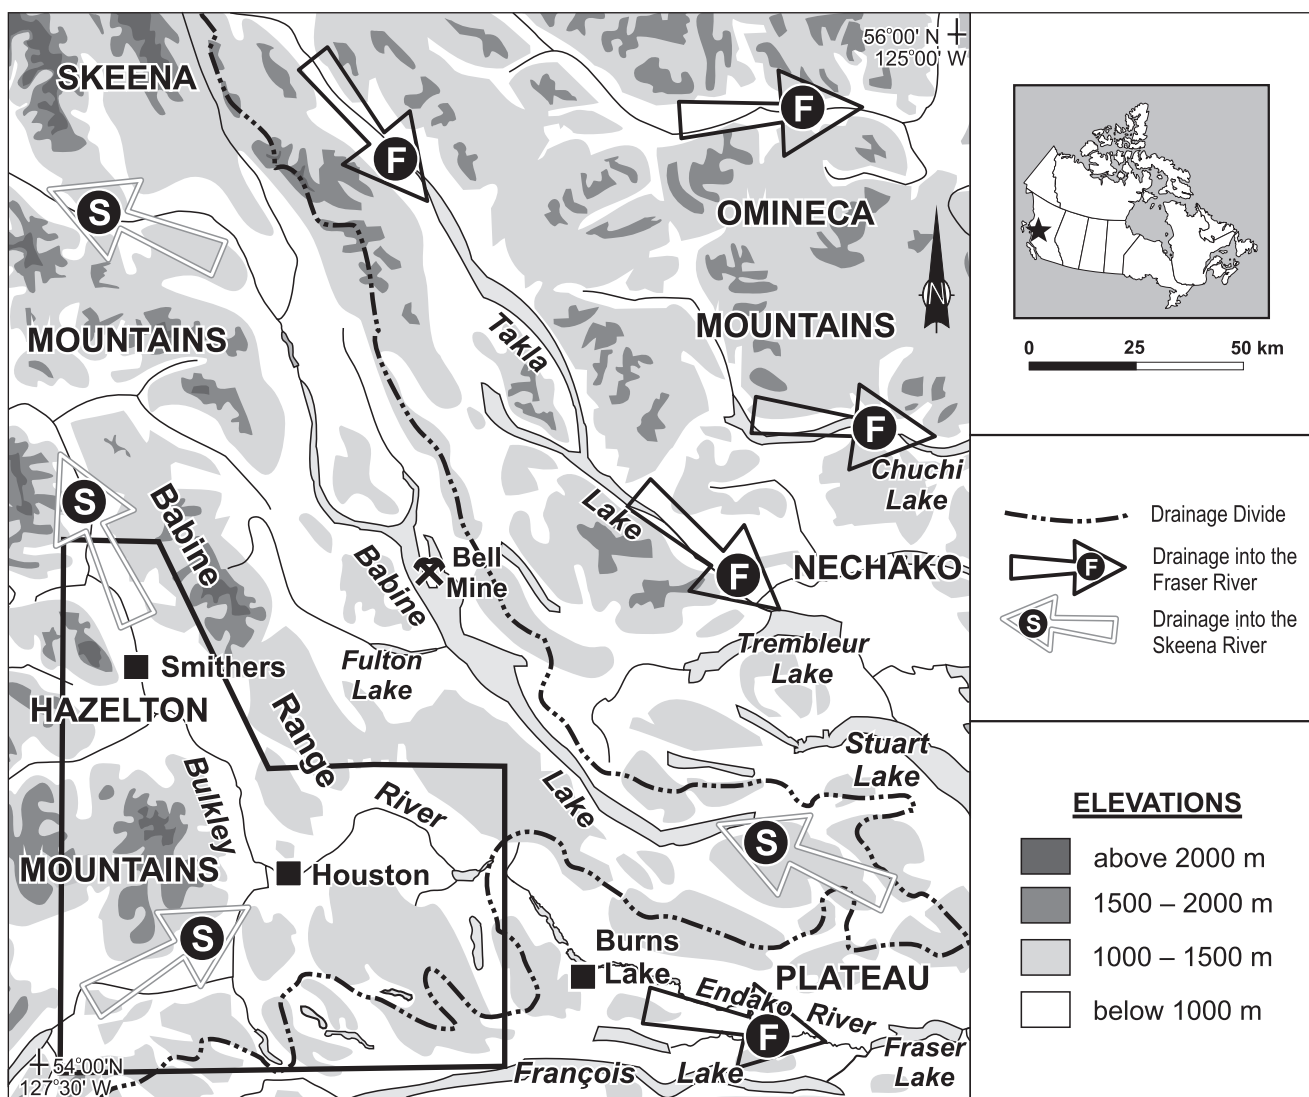 SKEENA
56°00' N
125°00' W
F
F
S
OMINECA
N
MOUNTAINS
MOUNTAINS
Takla
0 25 50 km
F
Chuchi
Lake
S
Babine
Lake
Drainage Divide
Babine
Bell
Mine
F
NECHAKO
F
Drainage into the
Fraser River
S
Drainage into the
Skeena River
Trembleur
Lake
Fulton
Lake
Smithers
HAZELTON
Range
Stuart
Lake
Bulkley
River
Lake
S
ELEVATIONS
above 2000 m
1500 – 2000 m
1000 – 1500 m
below 1000 m
MOUNTAINS
Houston
S
Burns
Lake
PLATEAU
Endako River
F
Fraser
Lake
54°00'N
127°30' W
François Lake